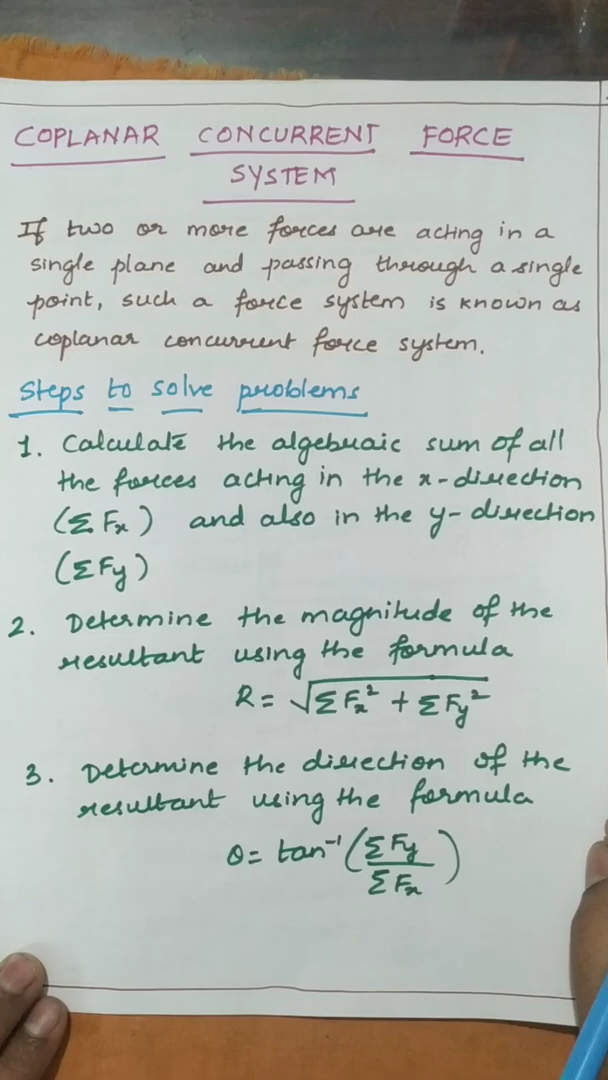 COPLANAR CONCURRENT FORCE
SYSTEM
If two or more forces are acting in a
single plane and passing through a single
point, such a force system is known as
coplanar concurrent force system.
Steps to solve problems
1. Calculate the algebraic sum of all
the forces acting in the x-direction
(ΣFx) and also in the y-direction
(ΣFy)
2. Determine the magnitude of the
resultant using the formula
R = √ΣFx² + ΣFy²
3. Determine the direction of the
resultant using the formula
θ = tan⁻¹(ΣFy/ΣFx)